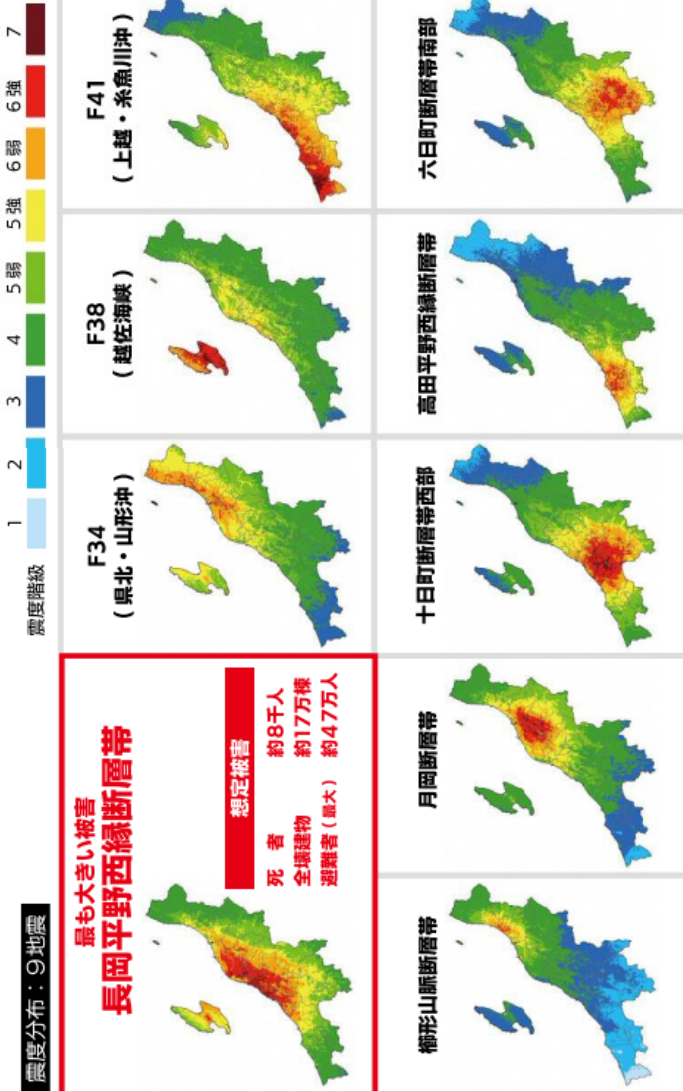 震度分布：９地震
震度階級 1 2 3 4 5弱 5強 6弱 6強 7
最も大きい被害
長岡平野西縁断層帯
想定被害
死 者 約8千人
全壊建物 約17万棟
避難者（最大） 約47万人
F34
（県北・山形沖）
F38
（越佐海峡）
F41
（上越・糸魚川沖）
櫛形山脈断層帯
月岡断層帯
十日町断層帯西部
高田平野西縁断層帯
六日町断層帯南部